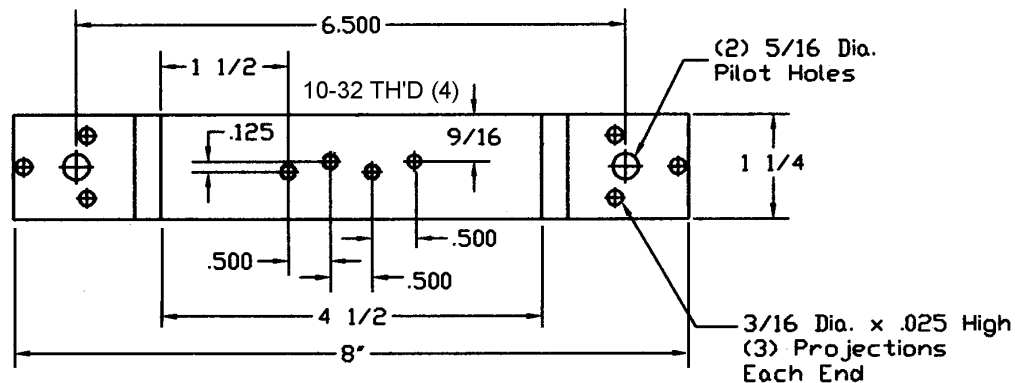 6.500
(2) 5/16 Dia.
Pilot Holes
1 1/2
10-32 TH'D (4)
.125
9/16
1 1/4
.500
.500
.500
4 1/2
8"
3/16 Dia. x .025 High
(3) Projections
Each End